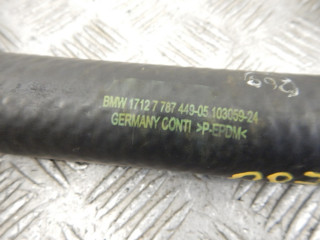 BMW 1712 7 787 449-05 103059-24
GERMANY CONTI >P-EPDM<